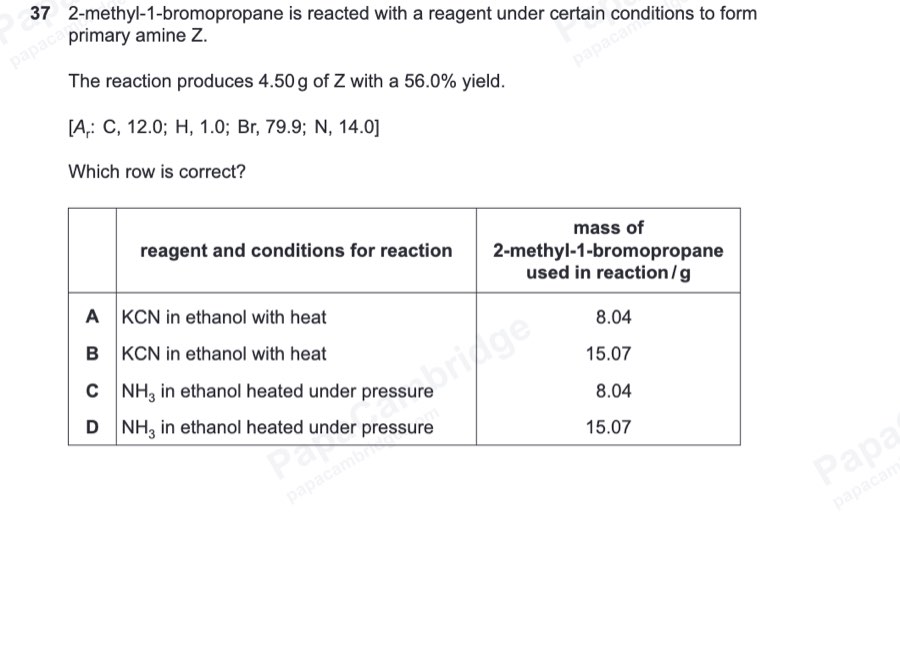 37 2-methyl-1-bromopropane is reacted with a reagent under certain conditions to form
primary amine Z.
The reaction produces 4.50 g of Z with a 56.0% yield.
[Aᵣ: C, 12.0; H, 1.0; Br, 79.9; N, 14.0]
Which row is correct?
reagent and conditions for reaction
mass of
2-methyl-1-bromopropane
used in reaction / g
A KCN in ethanol with heat 8.04
B KCN in ethanol with heat 15.07
C NH₃ in ethanol heated under pressure 8.04
D NH₃ in ethanol heated under pressure 15.07
PapaCambridge